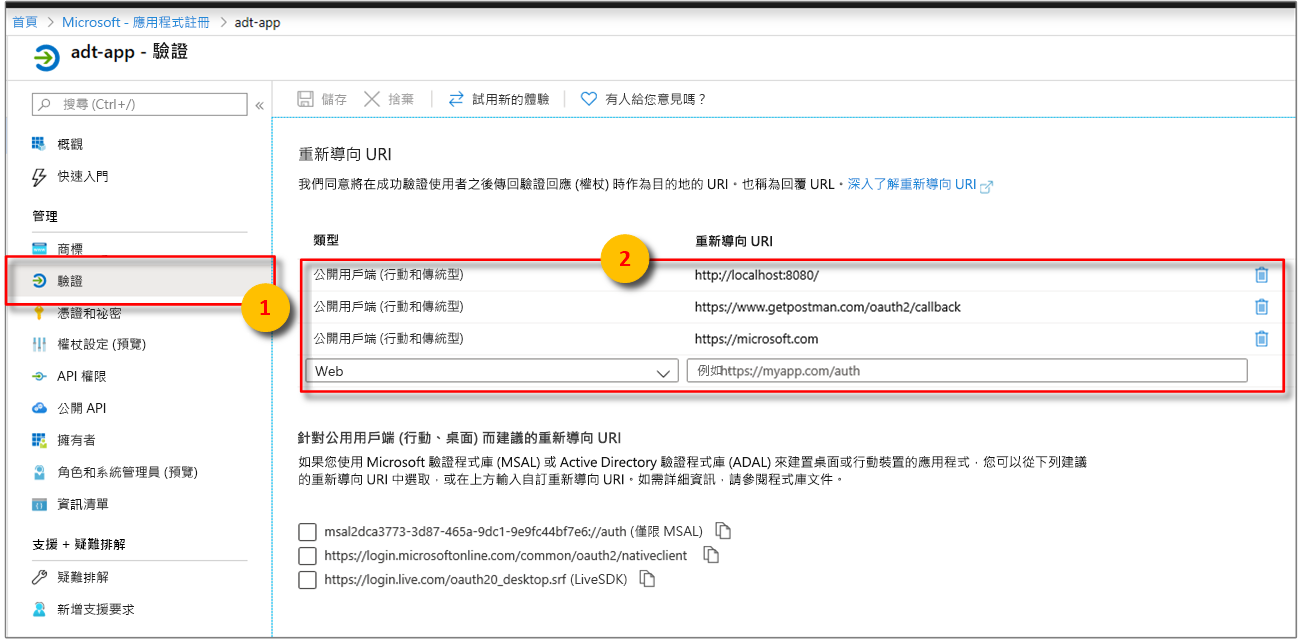 首頁 > Microsoft - 應用程式註冊 > adt-app
adt-app - 驗證
搜尋 (Ctrl+/)
«
儲存
捨棄
試用新的體驗
有人給您意見嗎？
概觀
快速入門
管理
商標
驗證
憑證和祕密
權杖設定 (預覽)
API 權限
公開 API
擁有者
角色和系統管理員 (預覽)
資訊清單
支援 + 疑難排解
疑難排解
新增支援要求
1
重新導向 URI
我們同意將在成功驗證使用者之後傳回驗證回應 (權杖) 時作為目的地的 URI。也稱為回覆 URL。深入了解重新導向 URI
類型 重新導向 URI
2
公開用戶端 (行動和傳統型) http://localhost:8080/
公開用戶端 (行動和傳統型) https://www.getpostman.com/oauth2/callback
公開用戶端 (行動和傳統型) https://microsoft.com
Web 例如https://myapp.com/auth
針對公用用戶端 (行動、桌面) 而建議的重新導向 URI
如果您使用 Microsoft 驗證程式庫 (MSAL) 或 Active Directory 驗證程式庫 (ADAL) 來建置桌面或行動裝置的應用程式，您可以從下列建議
的重新導向 URI 中選取，或在上方輸入自訂重新導向 URI。如需詳細資訊，請參閱程式庫文件。
msal2dca3773-3d87-465a-9dc1-9e9fc44bf7e6://auth (僅限 MSAL)
https://login.microsoftonline.com/common/oauth2/nativeclient
https://login.live.com/oauth20_desktop.srf (LiveSDK)